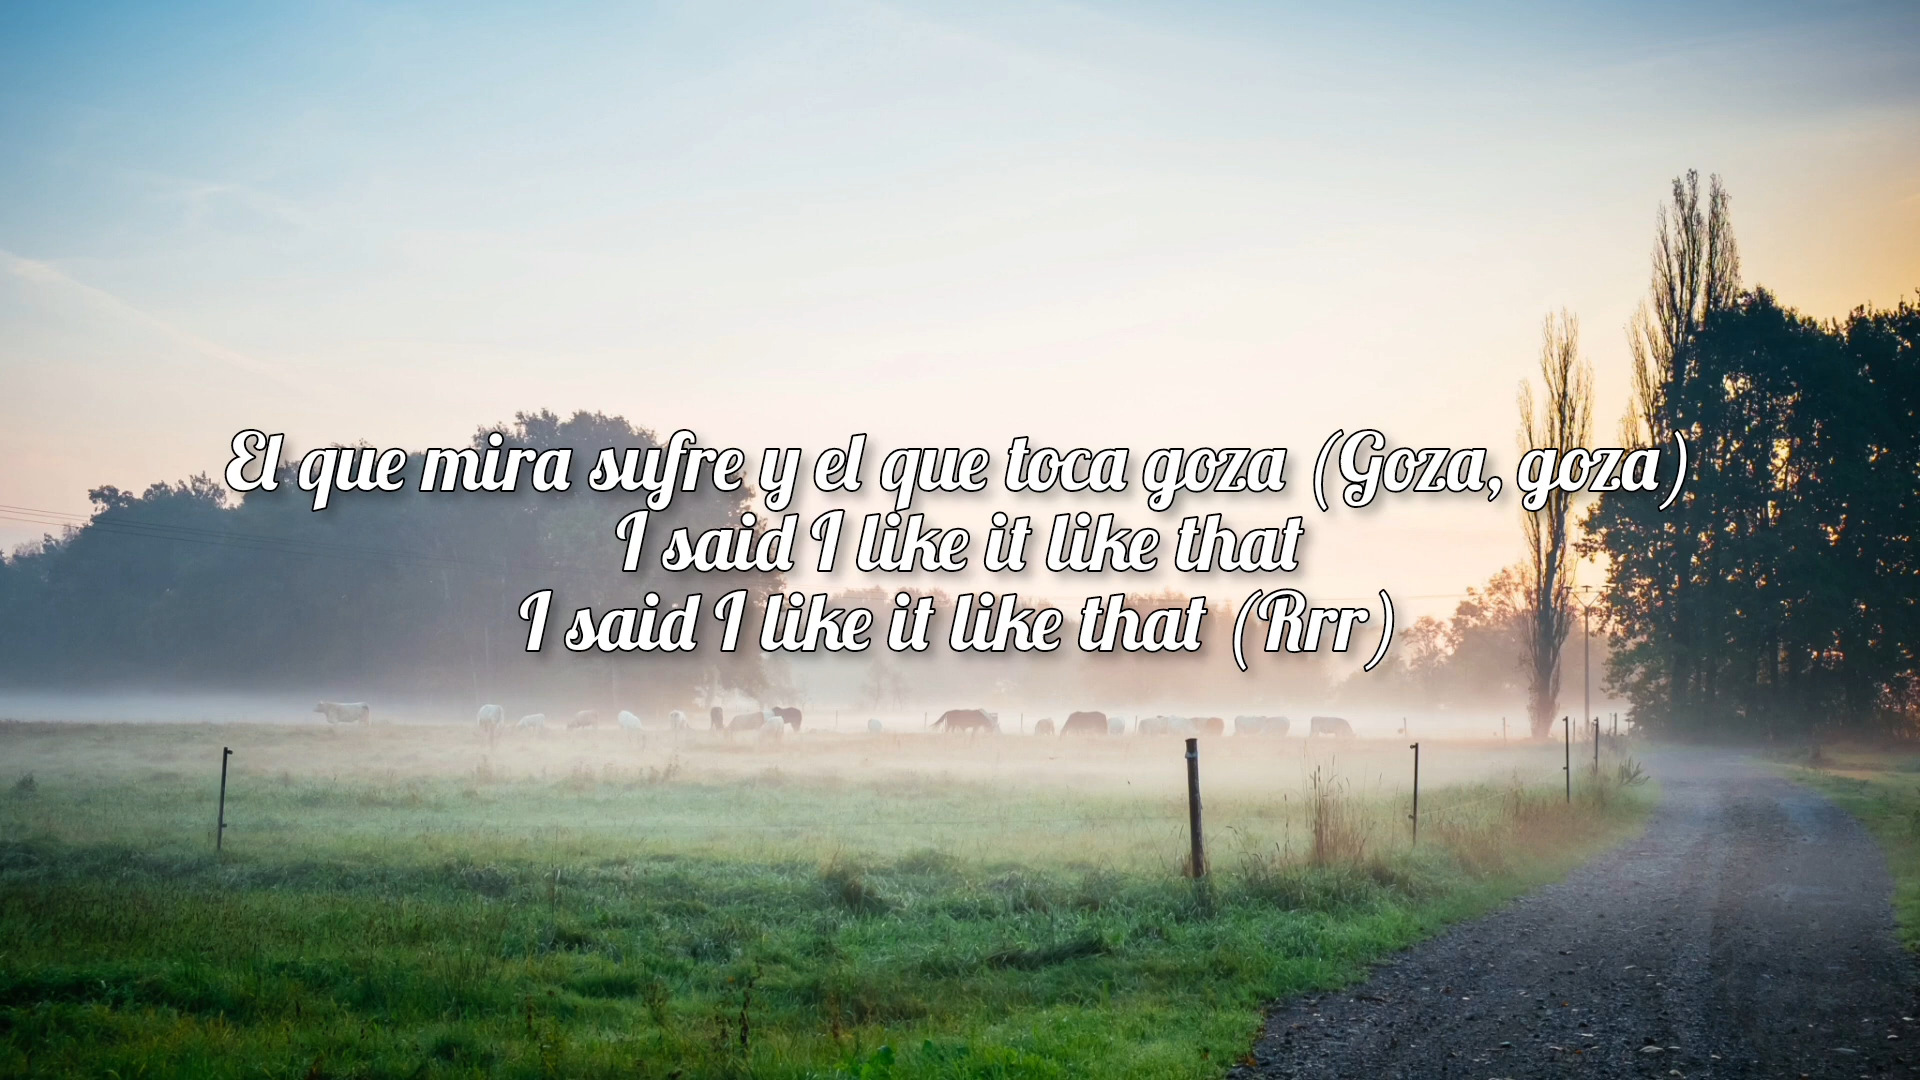 El que mira sufre y el que toca goza (Goza, goza)
I said I like it like that
I said I like it like that (Rrr)